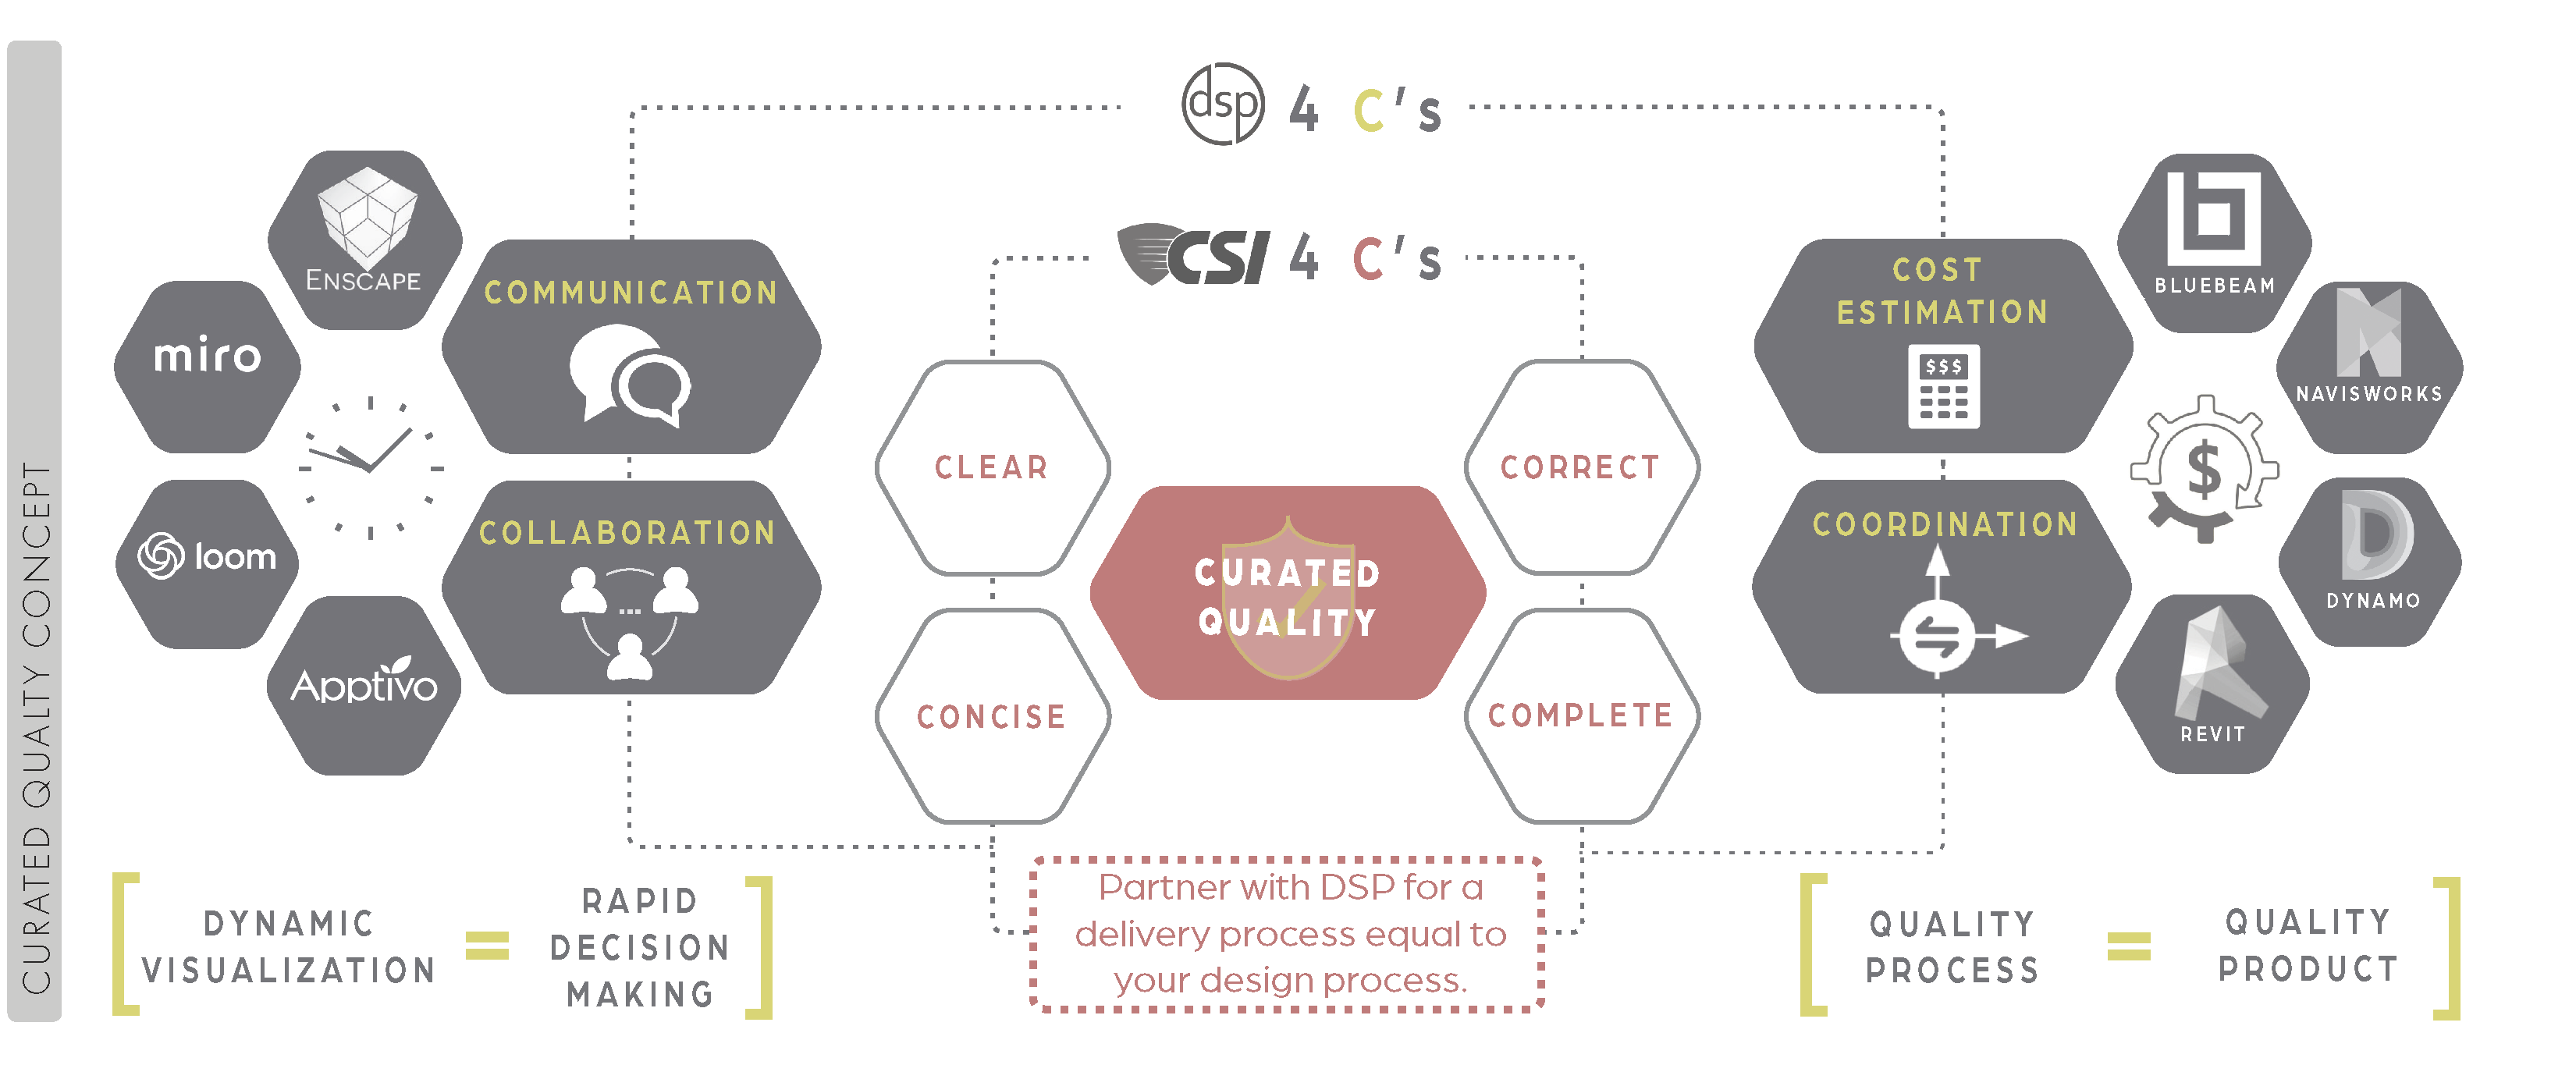 CURATED QUALTY CONCEPT
dsp 4 C's
CSI 4 C's
ENSCAPE
miro
loom
Apptivo
COMMUNICATION
COLLABORATION
CLEAR
CONCISE
CURATED
QUALITY
CORRECT
COMPLETE
COST
ESTIMATION
$$$
COORDINATION
BLUEBEAM
NAVISWORKS
$
DYNAMO
REVIT
DYNAMIC
VISUALIZATION
=
RAPID
DECISION
MAKING
Partner with DSP for a
delivery process equal to
your design process.
QUALITY
PROCESS
=
QUALITY
PRODUCT